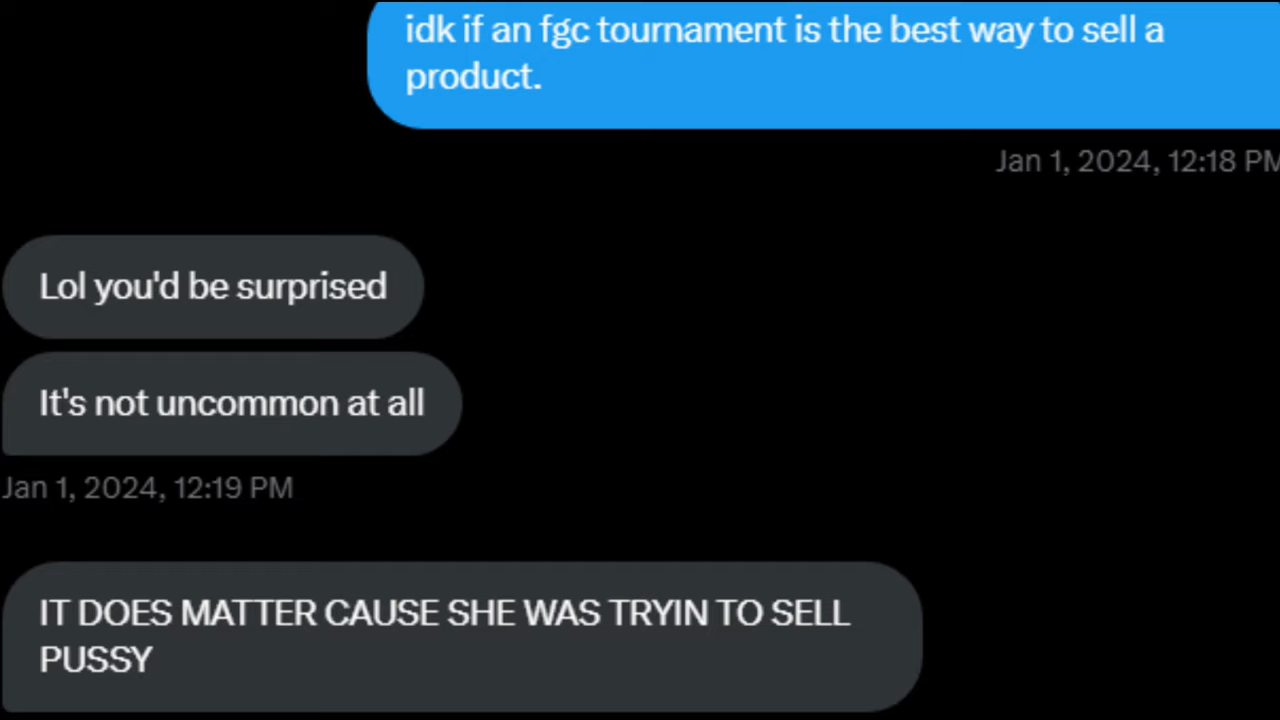 idk if an fgc tournament is the best way to sell a
product.
Jan 1, 2024, 12:18 PM
Lol you'd be surprised
It's not uncommon at all
Jan 1, 2024, 12:19 PM
IT DOES MATTER CAUSE SHE WAS TRYIN TO SELL
PUSSY